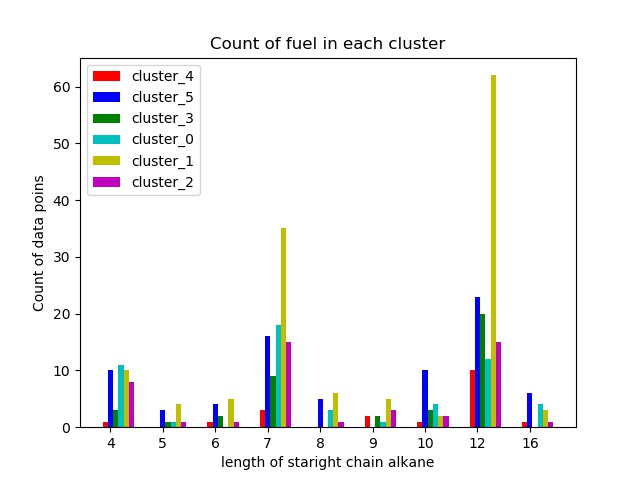 Count of fuel in each cluster
cluster_4
cluster_5
cluster_3
cluster_0
cluster_1
cluster_2
60
50
40
30
20
10
0
Count of data poins
4 5 6 7 8 9 10 12 16
length of staright chain alkane